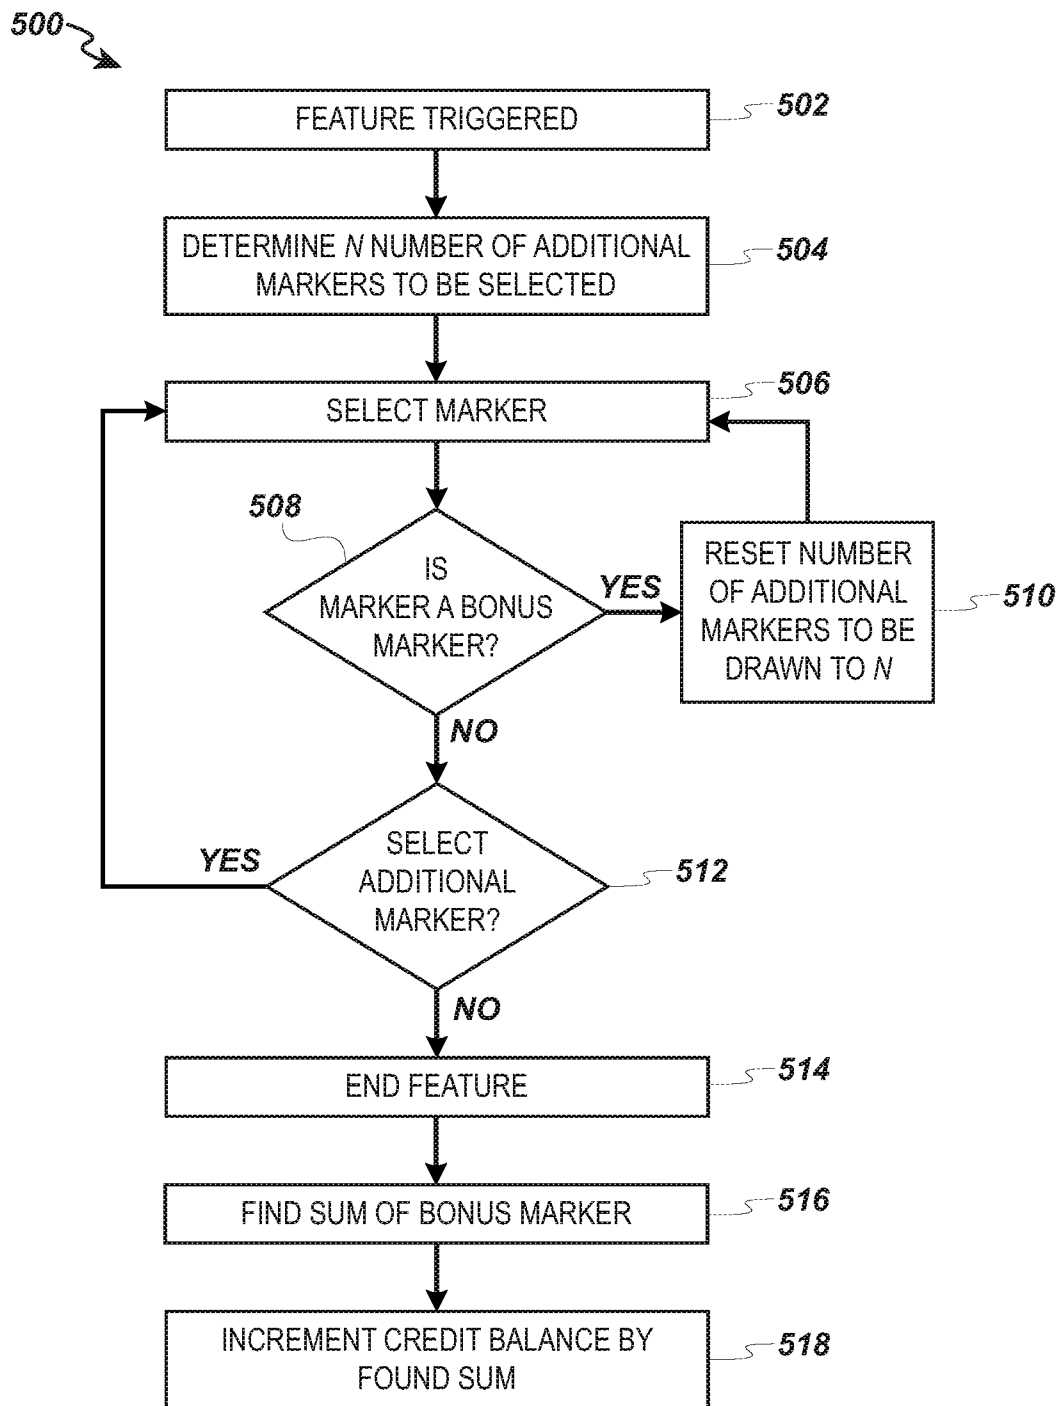 500
FEATURE TRIGGERED
502
DETERMINE N NUMBER OF ADDITIONAL
MARKERS TO BE SELECTED
504
SELECT MARKER
506
508
IS
MARKER A BONUS
MARKER?
YES
RESET NUMBER
OF ADDITIONAL
MARKERS TO BE
DRAWN TO N
510
NO
SELECT
ADDITIONAL
MARKER?
YES
512
NO
END FEATURE
514
FIND SUM OF BONUS MARKER
516
INCREMENT CREDIT BALANCE BY
FOUND SUM
518